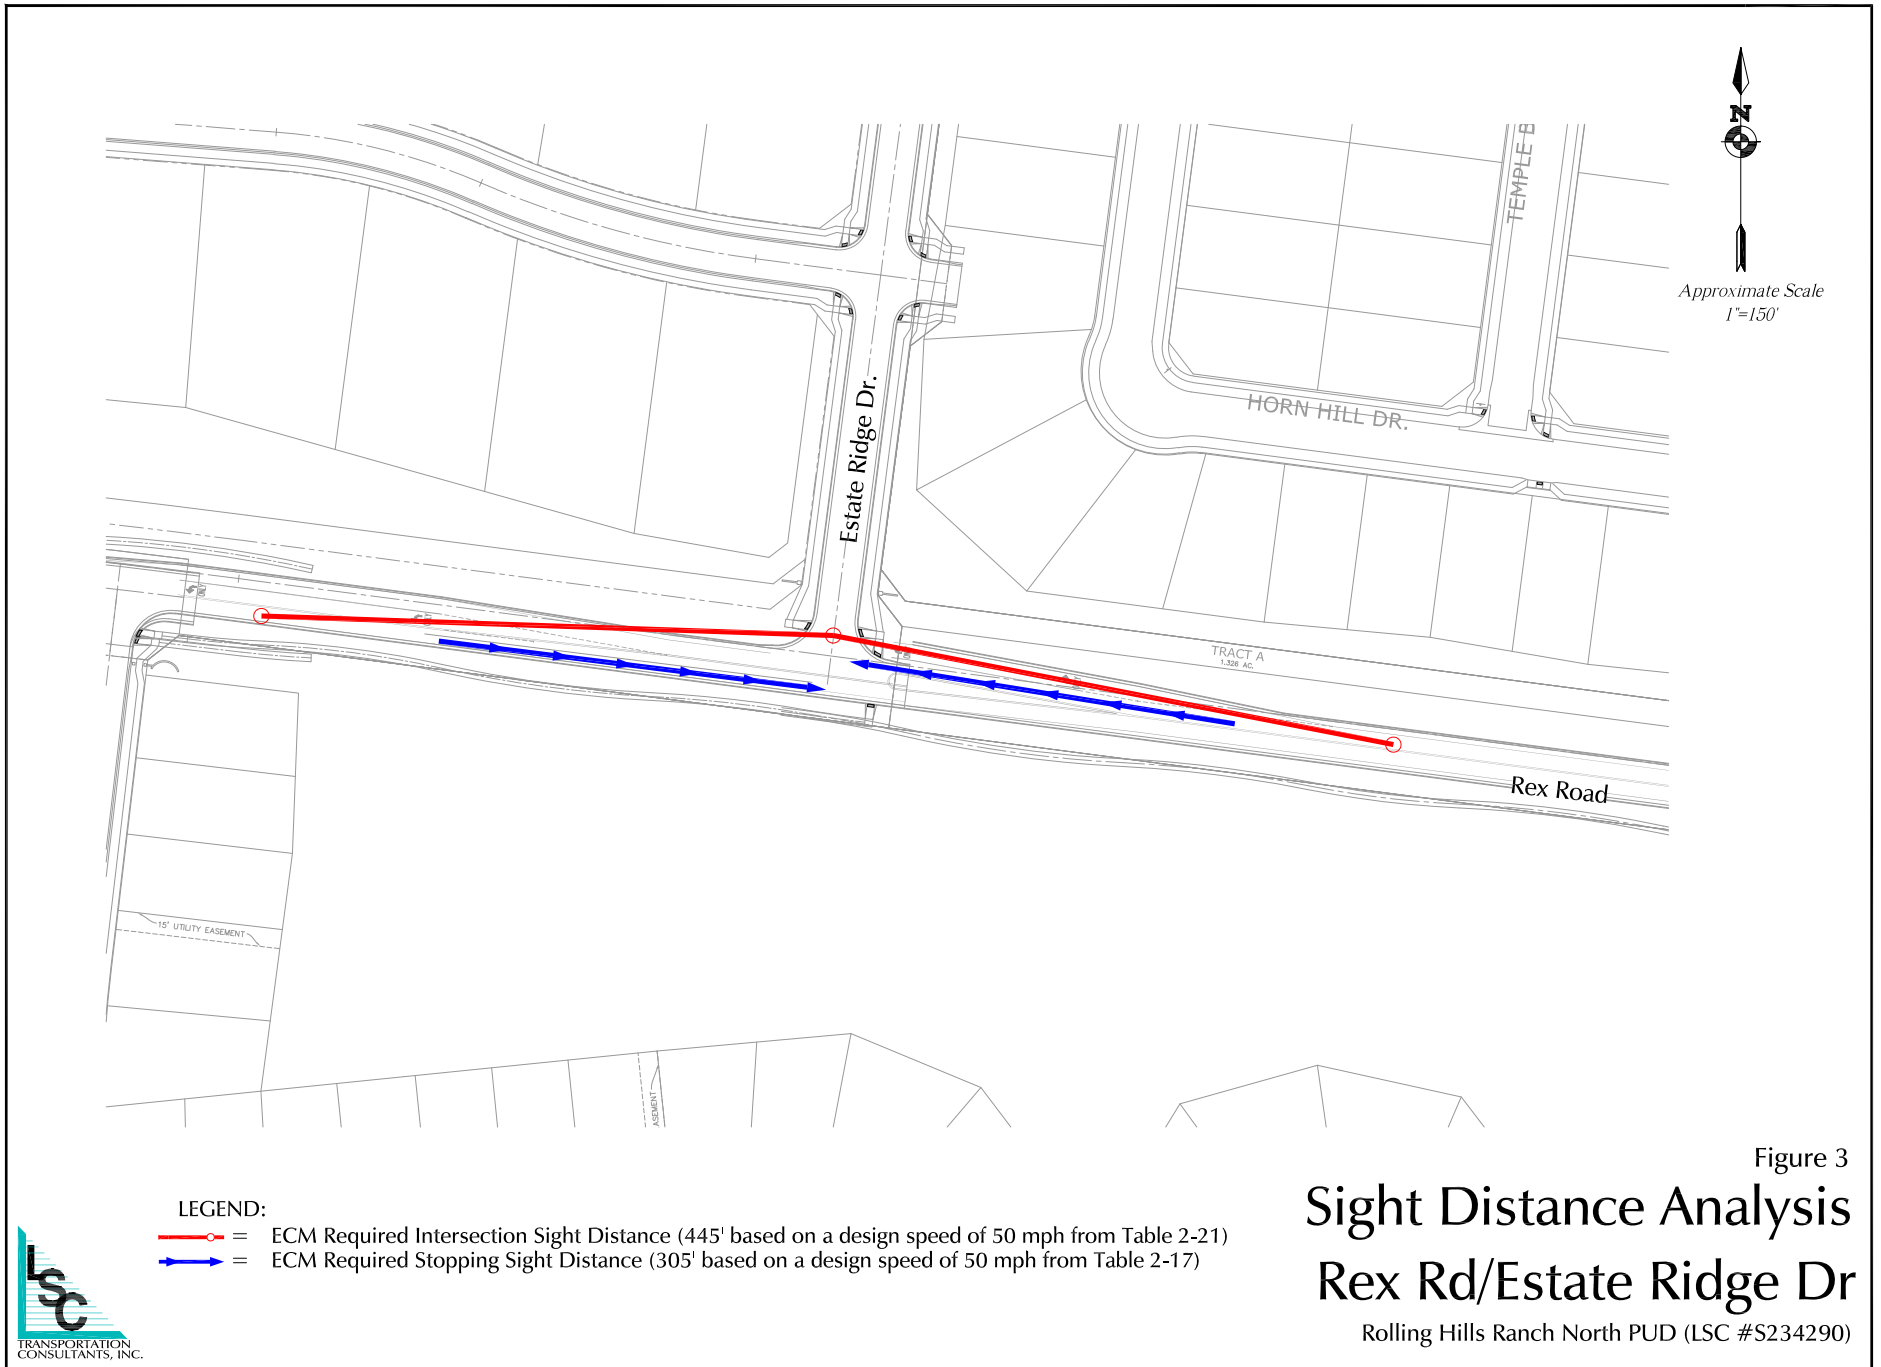 N
Approximate Scale
1"=150'
TEMPLE B
HORN HILL DR.
Estate Ridge Dr.
TRACT A
1.326 AC.
Rex Road
15' UTILITY EASEMENT
ASEMENT
Figure 3
Sight Distance Analysis
Rex Rd/Estate Ridge Dr
Rolling Hills Ranch North PUD (LSC #S234290)
LEGEND:
= ECM Required Intersection Sight Distance (445' based on a design speed of 50 mph from Table 2-21)
= ECM Required Stopping Sight Distance (305' based on a design speed of 50 mph from Table 2-17)
LSC
TRANSPORTATION
CONSULTANTS, INC.